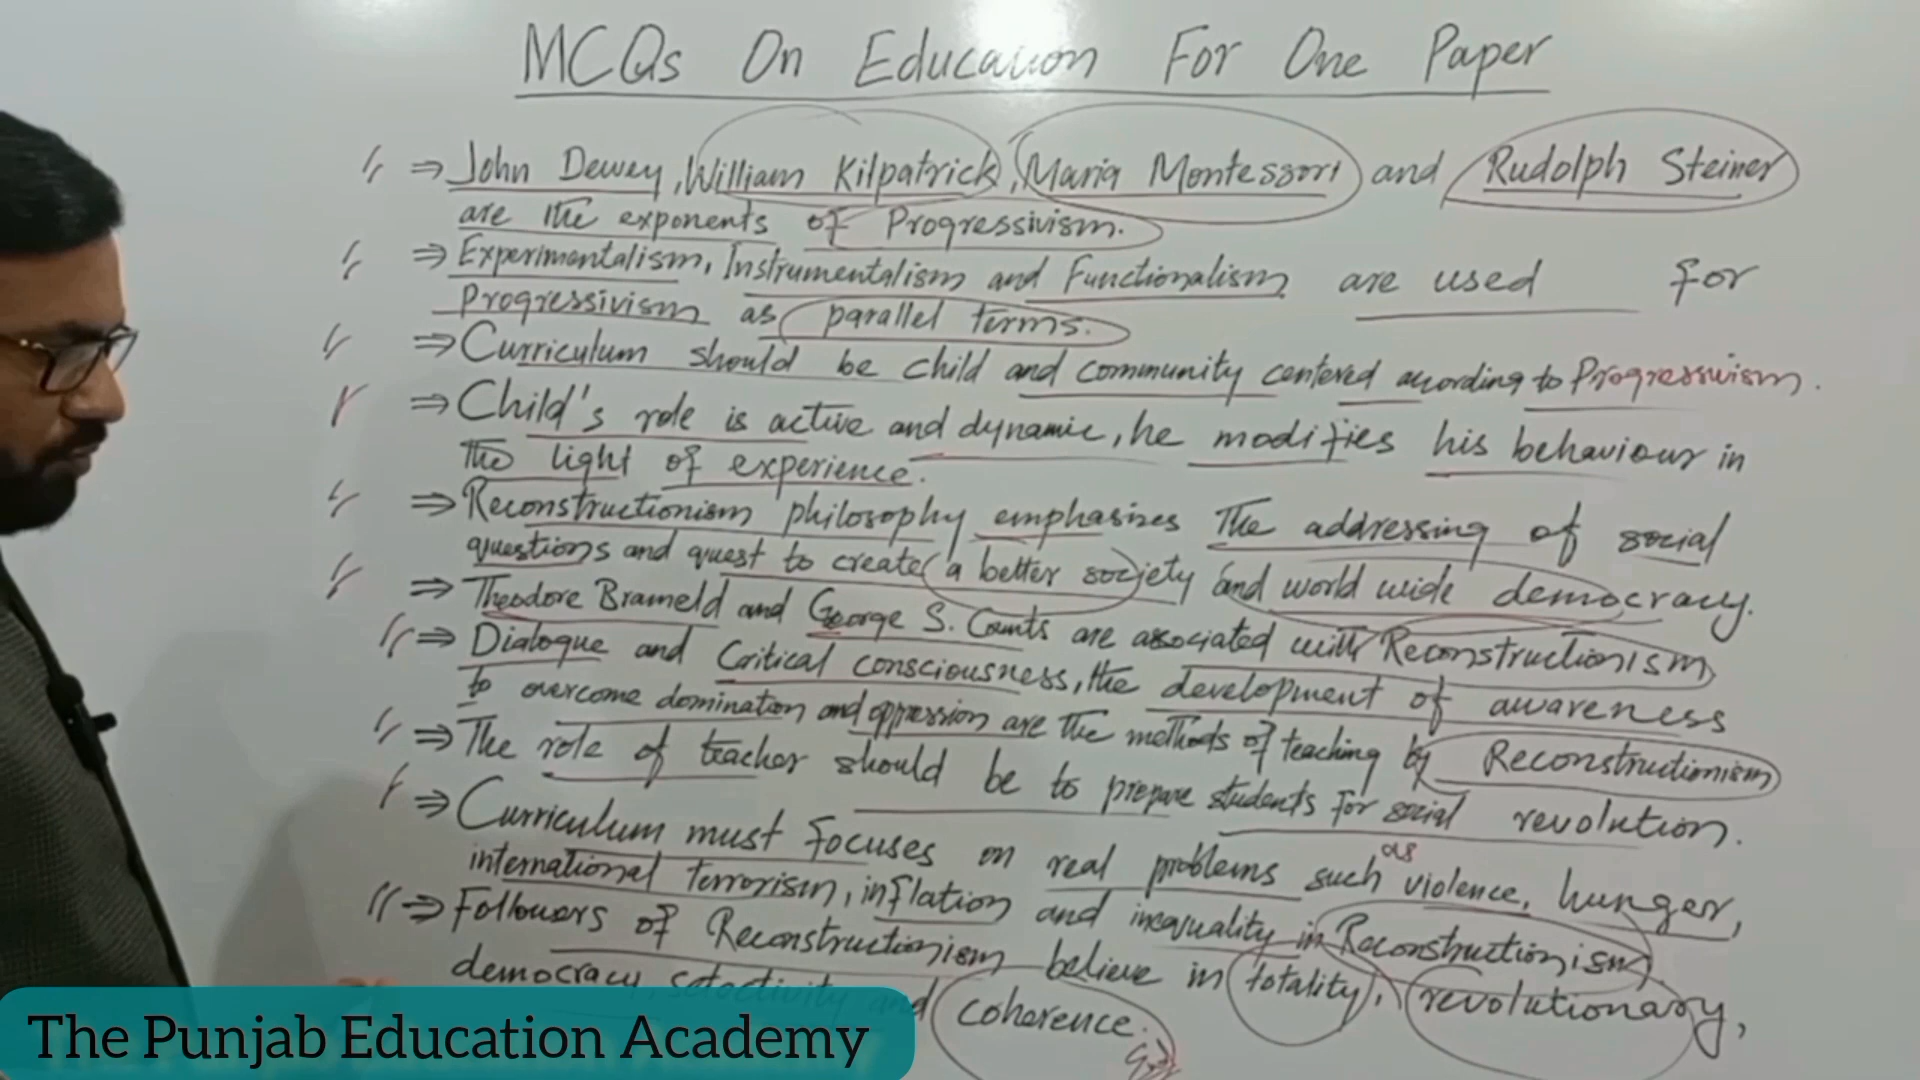 MCQs On Education For One Paper
⇒ John Dewey, William Kilpatrick, Maria Montessori and Rudolph Steiner
are the exponents of Progressivism.
⇒ Experimentalism, Instrumentalism and Functionalism are used for
Progressivism as parallel terms.
⇒ Curriculum should be child and community centered according to Progressivism.
⇒ Child's role is active and dynamic, he modifies his behaviour in
the light of experience.
⇒ Reconstructionism philosophy emphasizes the addressing of social
questions and quest to create a better society and world wide democracy.
⇒ Theodore Brameld and George S. Counts are associated with Reconstructionism
⇒ Dialogue and Critical consciousness, the development of awareness
to overcome domination and oppression are the methods of teaching by Reconstructionism
⇒ The role of teacher should be to prepare students for social revolution.
⇒ Curriculum must focuses on real problems such as violence, hunger,
international terrorism, inflation and inequality in Reconstructionism
⇒ Followers of Reconstructionism believe in totality, revolutionary,
democracy, and coherence.
The Punjab Education Academy